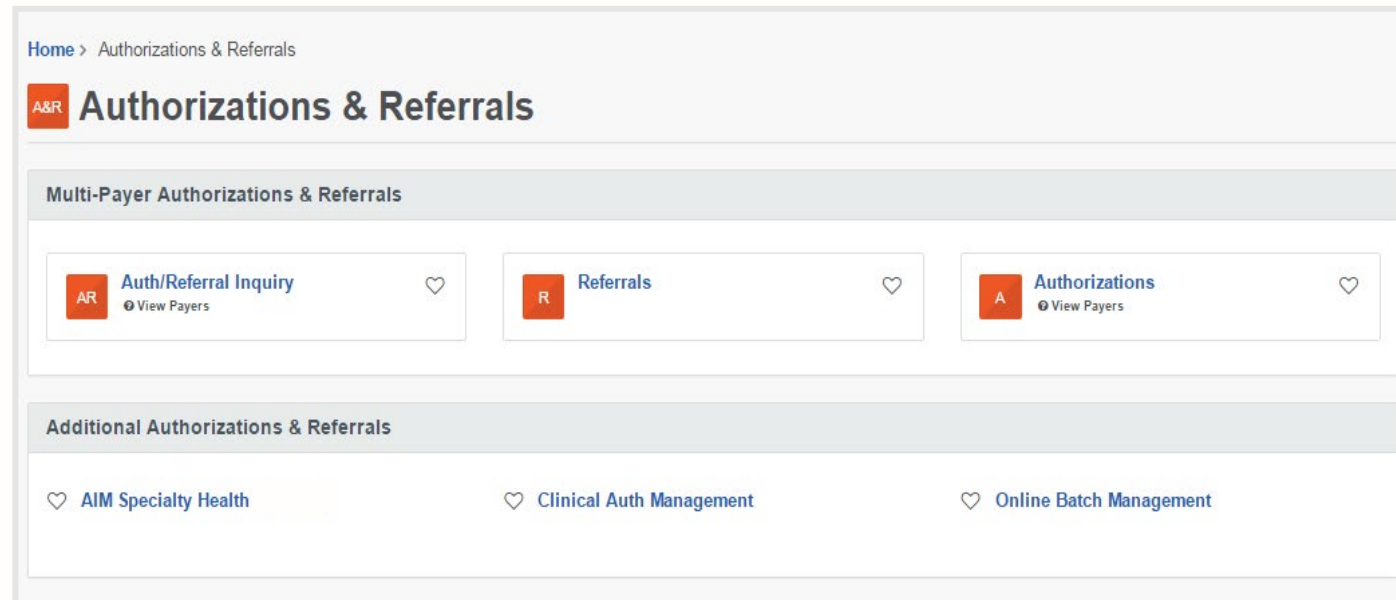 Home > Authorizations & Referrals
A&R Authorizations & Referrals
Multi-Payer Authorizations & Referrals
AR Auth/Referral Inquiry
View Payers
R Referrals
A Authorizations
View Payers
Additional Authorizations & Referrals
AIM Specialty Health
Clinical Auth Management
Online Batch Management